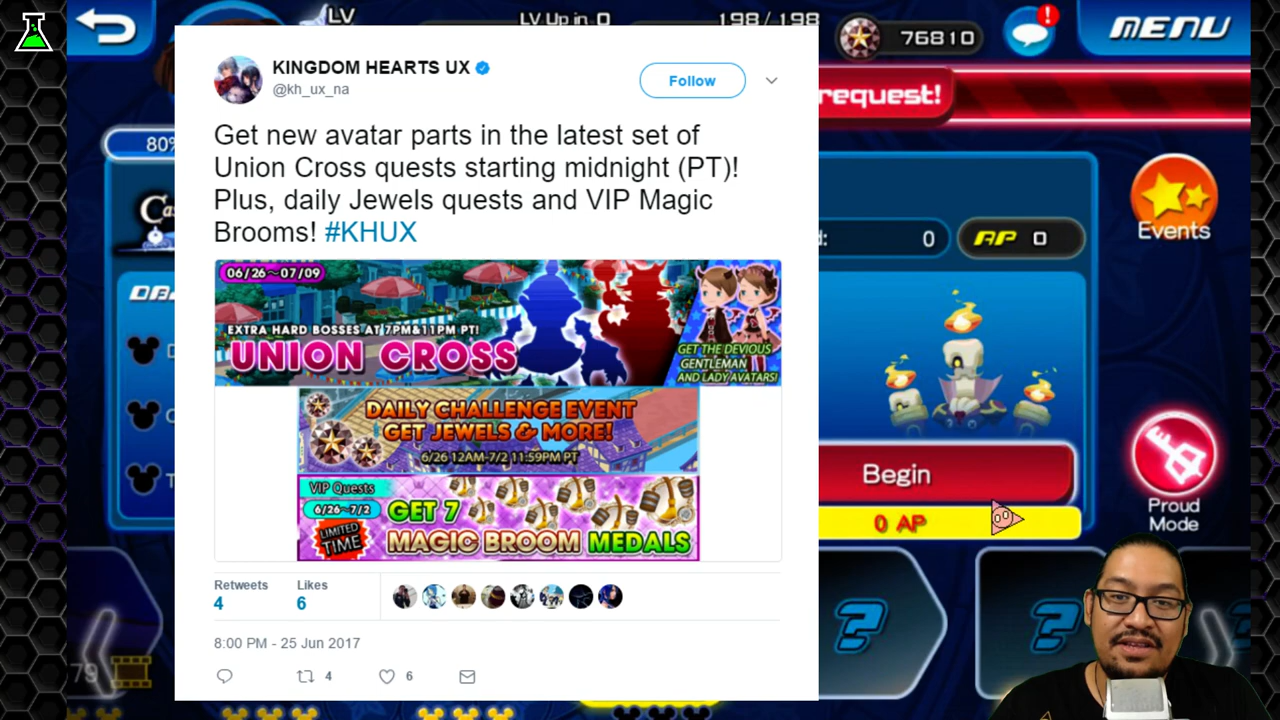 LV
LV Up in 0
198 / 198
76810
!
MENU
request!
KINGDOM HEARTS UX
@kh_ux_na
Follow
Get new avatar parts in the latest set of
Union Cross quests starting midnight (PT)!
Plus, daily Jewels quests and VIP Magic
Brooms! #KHUX
06/26~07/09
EXTRA HARD BOSSES AT 7PM&11PM PT!
UNION CROSS
GET THE DEVIOUS
GENTLEMAN
AND LADY AVATARS!
DAILY CHALLENGE EVENT
GET JEWELS & MORE!
6/26 12AM-7/2 11:59PM PT
VIP Quests
6/26~7/2
LIMITED
TIME
GET 7
MAGIC BROOM MEDALS
Retweets
Likes
4
6
8:00 PM - 25 Jun 2017
4
6
80%
0
AP 0
Events
Begin
0 AP
Proud
Mode
?
?
79